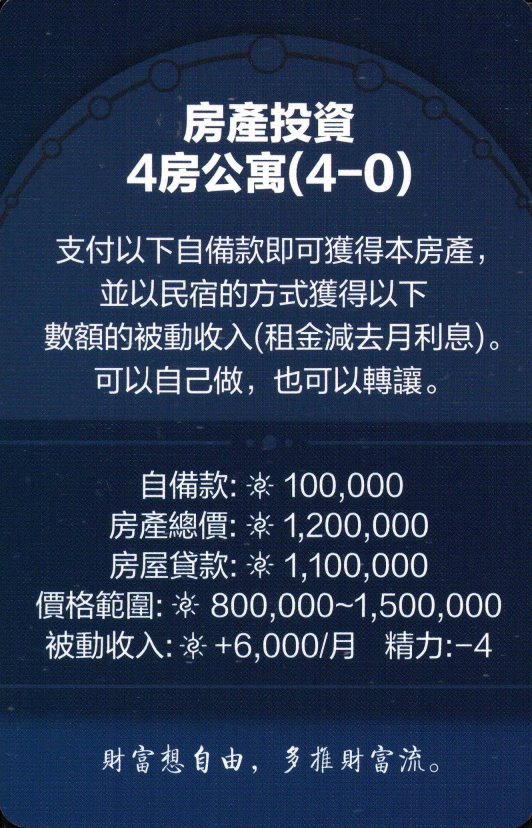 房產投資
4房公寓(4-0)
支付以下自備款即可獲得本房產，
並以民宿的方式獲得以下
數額的被動收入(租金減去月利息)。
可以自己做，也可以轉讓。
自備款: 100,000
房產總價: 1,200,000
房屋貸款: 1,100,000
價格範圍: 800,000~1,500,000
被動收入: +6,000/月 精力:-4
財富想自由，多推財富流。